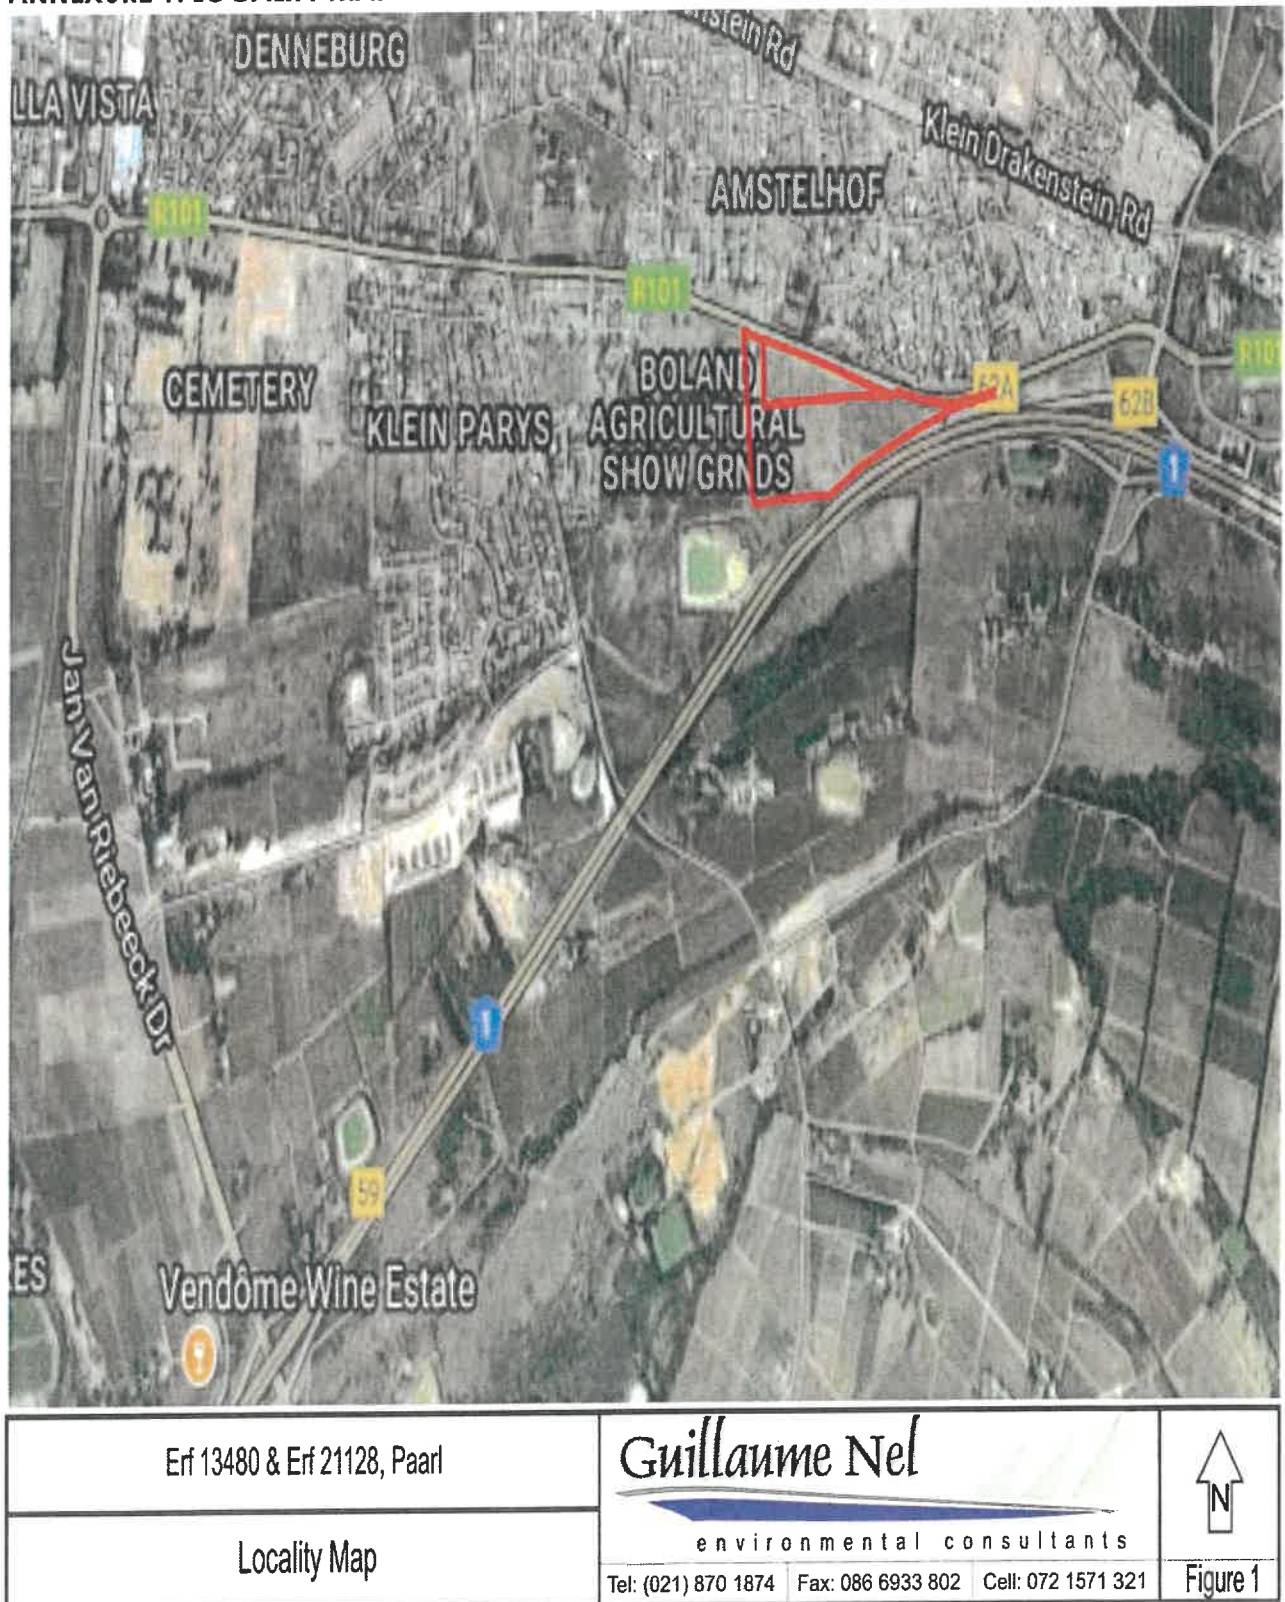 DENNEBURG
LLA VISTA
nstein Rd
Klein Drakenstein Rd
AMSTELHOF
R101
R101
R101
CEMETERY
KLEIN PARYS
BOLAND
AGRICULTURAL
SHOW GRNDS
62A
62B
Jan Van Riebeeck Dr
59
ES
Vendôme Wine Estate
Erf 13480 & Erf 21128, Paarl
Locality Map
Guillaume Nel
environmental consultants
Tel: (021) 870 1874 Fax: 086 6933 802 Cell: 072 1571 321
N
Figure 1